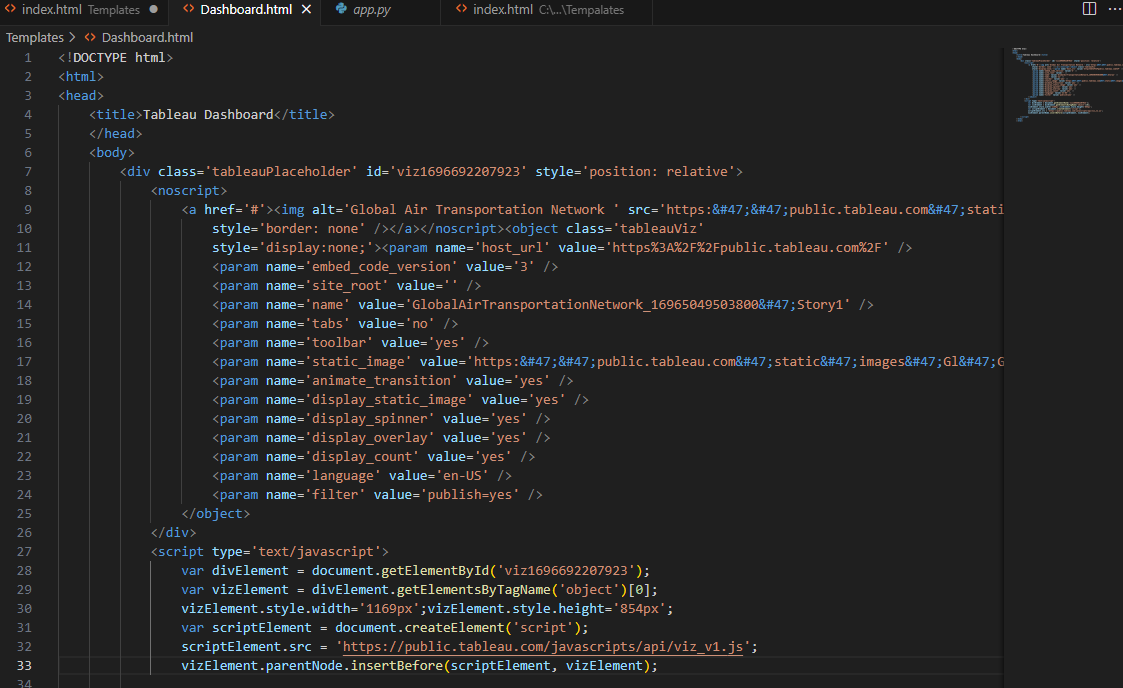 index.html Templates ● Dashboard.html × app.py index.html C:\...\Tempalates
Templates > Dashboard.html
1 <!DOCTYPE html>
2 <html>
3 <head>
4 <title>Tableau Dashboard</title>
5 </head>
6 <body>
7 <div class='tableauPlaceholder' id='viz1696692207923' style='position: relative'>
8 <noscript>
9 <a href='#'><img alt='Global Air Transportation Network ' src='https:&#47;&#47;public.tableau.com&#47;stati
10 style='border: none' /></a></noscript><object class='tableauViz'
11 style='display:none;'><param name='host_url' value='https%3A%2F%2Fpublic.tableau.com%2F' />
12 <param name='embed_code_version' value='3' />
13 <param name='site_root' value='' />
14 <param name='name' value='GlobalAirTransportationNetwork_16965049503800&#47;Story1' />
15 <param name='tabs' value='no' />
16 <param name='toolbar' value='yes' />
17 <param name='static_image' value='https:&#47;&#47;public.tableau.com&#47;static&#47;images&#47;Gl&#47;G
18 <param name='animate_transition' value='yes' />
19 <param name='display_static_image' value='yes' />
20 <param name='display_spinner' value='yes' />
21 <param name='display_overlay' value='yes' />
22 <param name='display_count' value='yes' />
23 <param name='language' value='en-US' />
24 <param name='filter' value='publish=yes' />
25 </object>
26 </div>
27 <script type='text/javascript'>
28 var divElement = document.getElementById('viz1696692207923');
29 var vizElement = divElement.getElementsByTagName('object')[0];
30 vizElement.style.width='1169px';vizElement.style.height='854px';
31 var scriptElement = document.createElement('script');
32 scriptElement.src = 'https://public.tableau.com/javascripts/api/viz_v1.js';
33 vizElement.parentNode.insertBefore(scriptElement, vizElement);
34